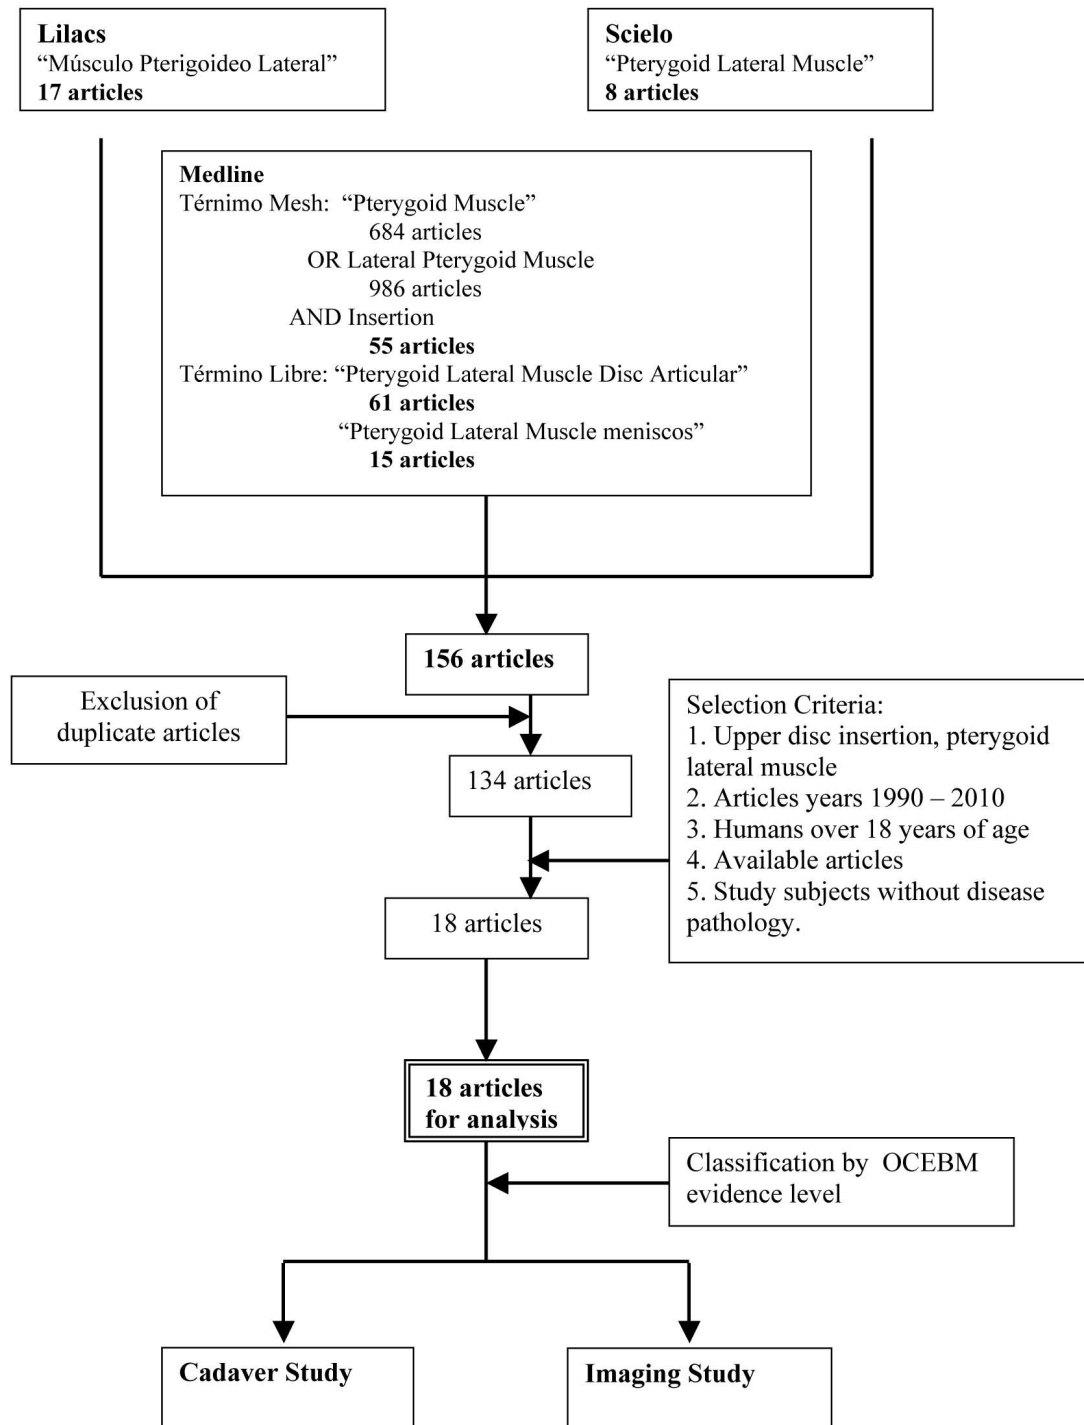 Lilacs
“Músculo Pterigoideo Lateral”
17 articles
Scielo
“Pterygoid Lateral Muscle”
8 articles
Medline
Térnimo Mesh: “Pterygoid Muscle”
684 articles
OR Lateral Pterygoid Muscle
986 articles
AND Insertion
55 articles
Término Libre: “Pterygoid Lateral Muscle Disc Articular”
61 articles
“Pterygoid Lateral Muscle meniscos”
15 articles
156 articles
Exclusion of
duplicate articles
134 articles
Selection Criteria:
1. Upper disc insertion, pterygoid
lateral muscle
2. Articles years 1990 – 2010
3. Humans over 18 years of age
4. Available articles
5. Study subjects without disease
pathology.
18 articles
18 articles
for analysis
Classification by OCEBM
evidence level
Cadaver Study
Imaging Study